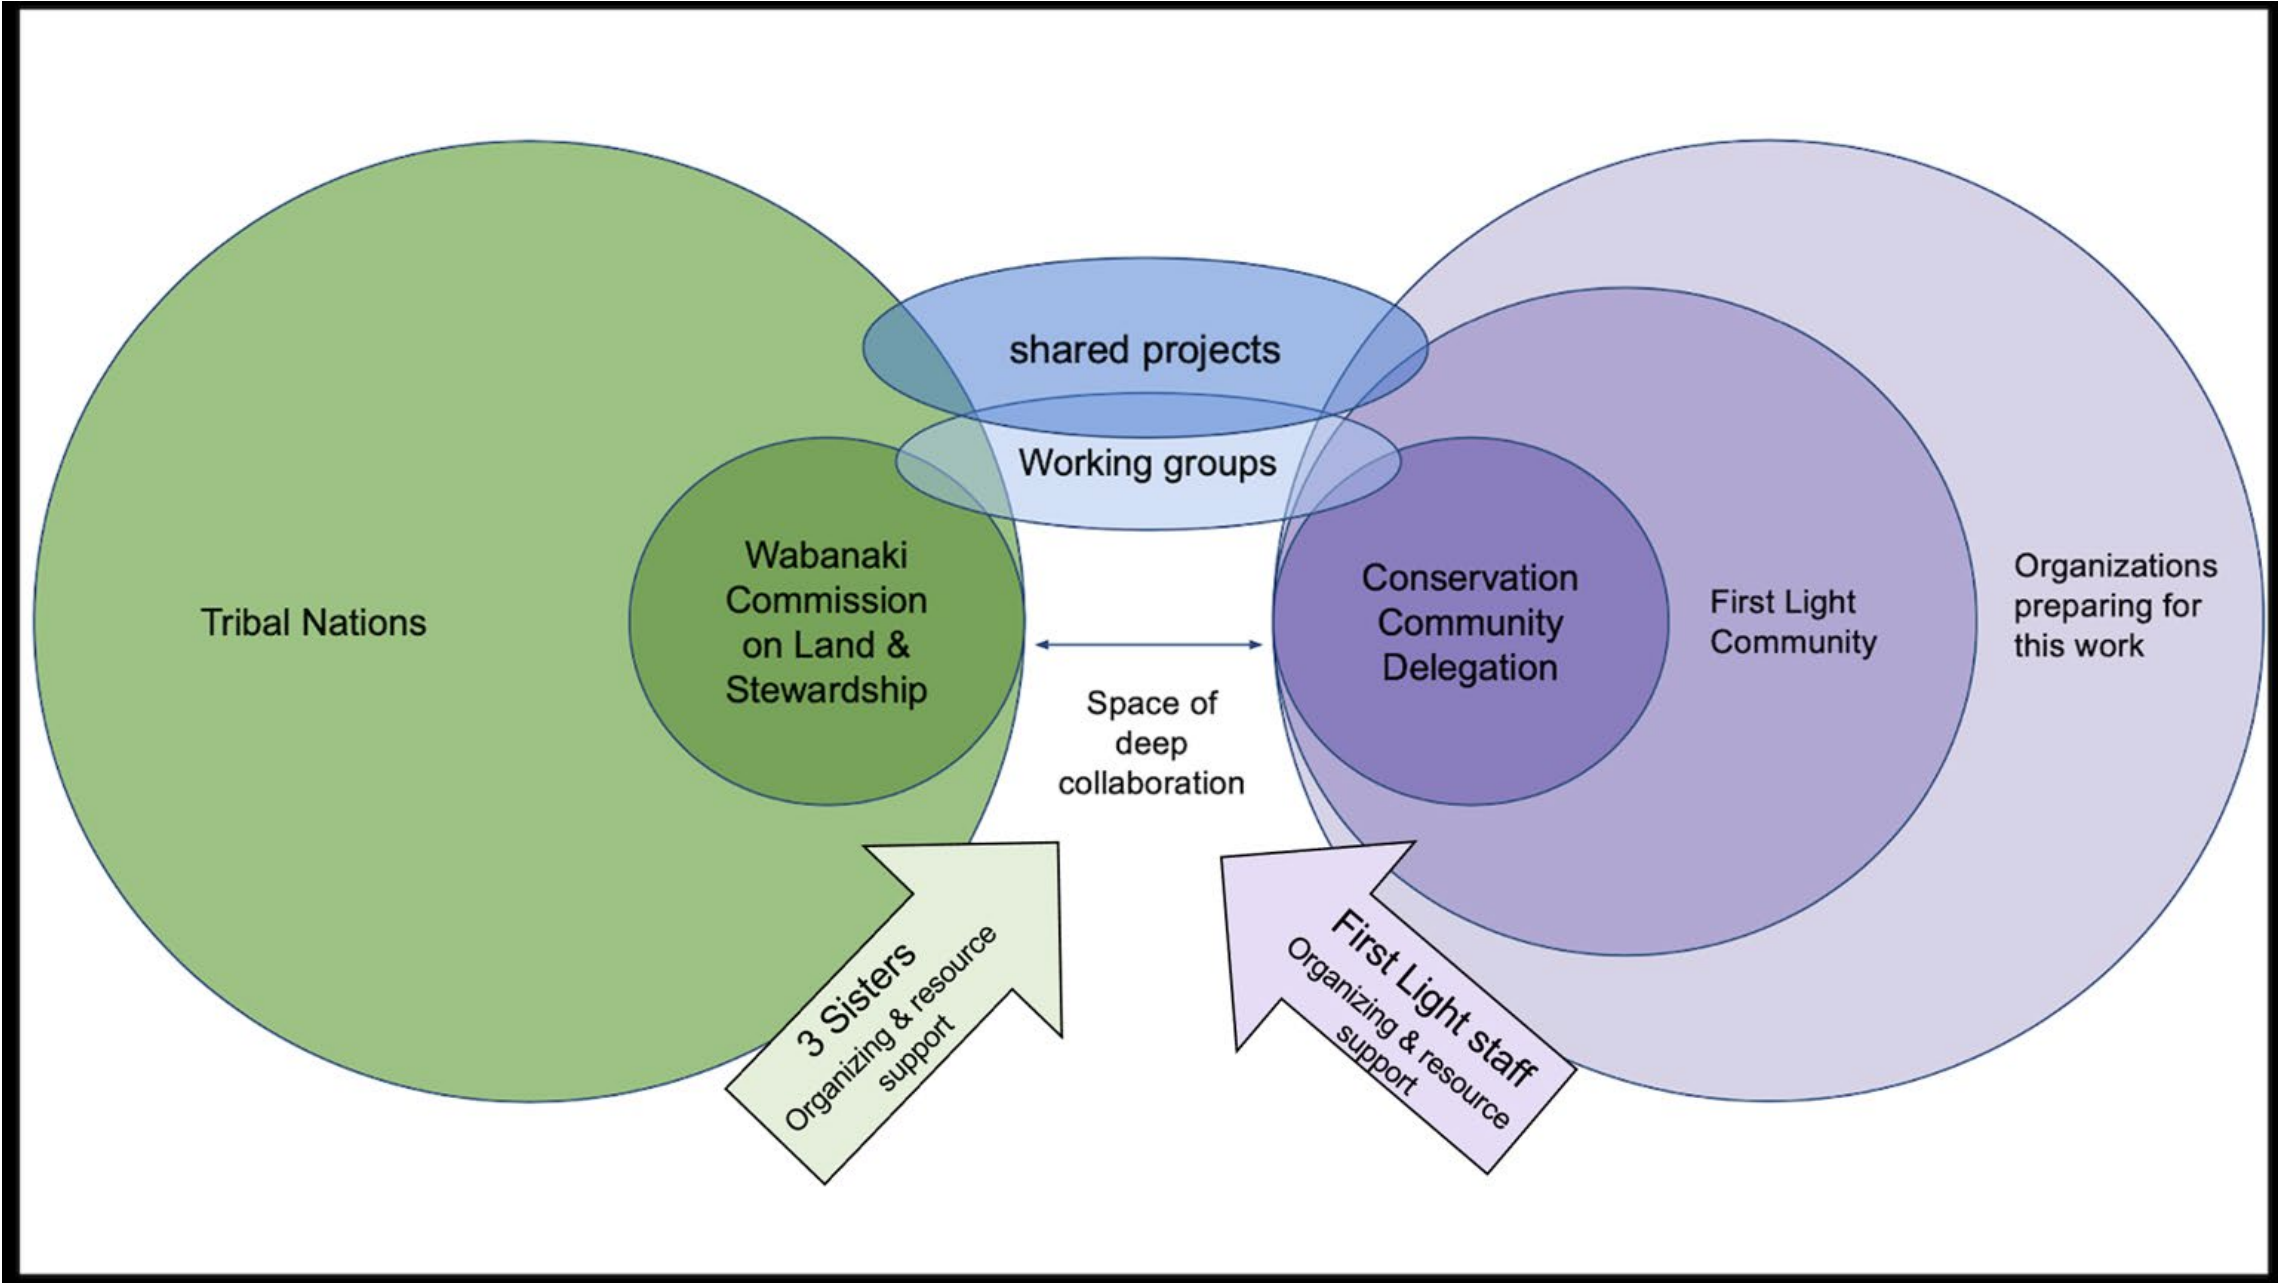 shared projects
Working groups
Tribal Nations
Wabanaki
Commission
on Land &
Stewardship
Space of
deep
collaboration
Conservation
Community
Delegation
First Light
Community
Organizations
preparing for
this work
3 Sisters
Organizing & resource
support
First Light staff
Organizing & resource
support